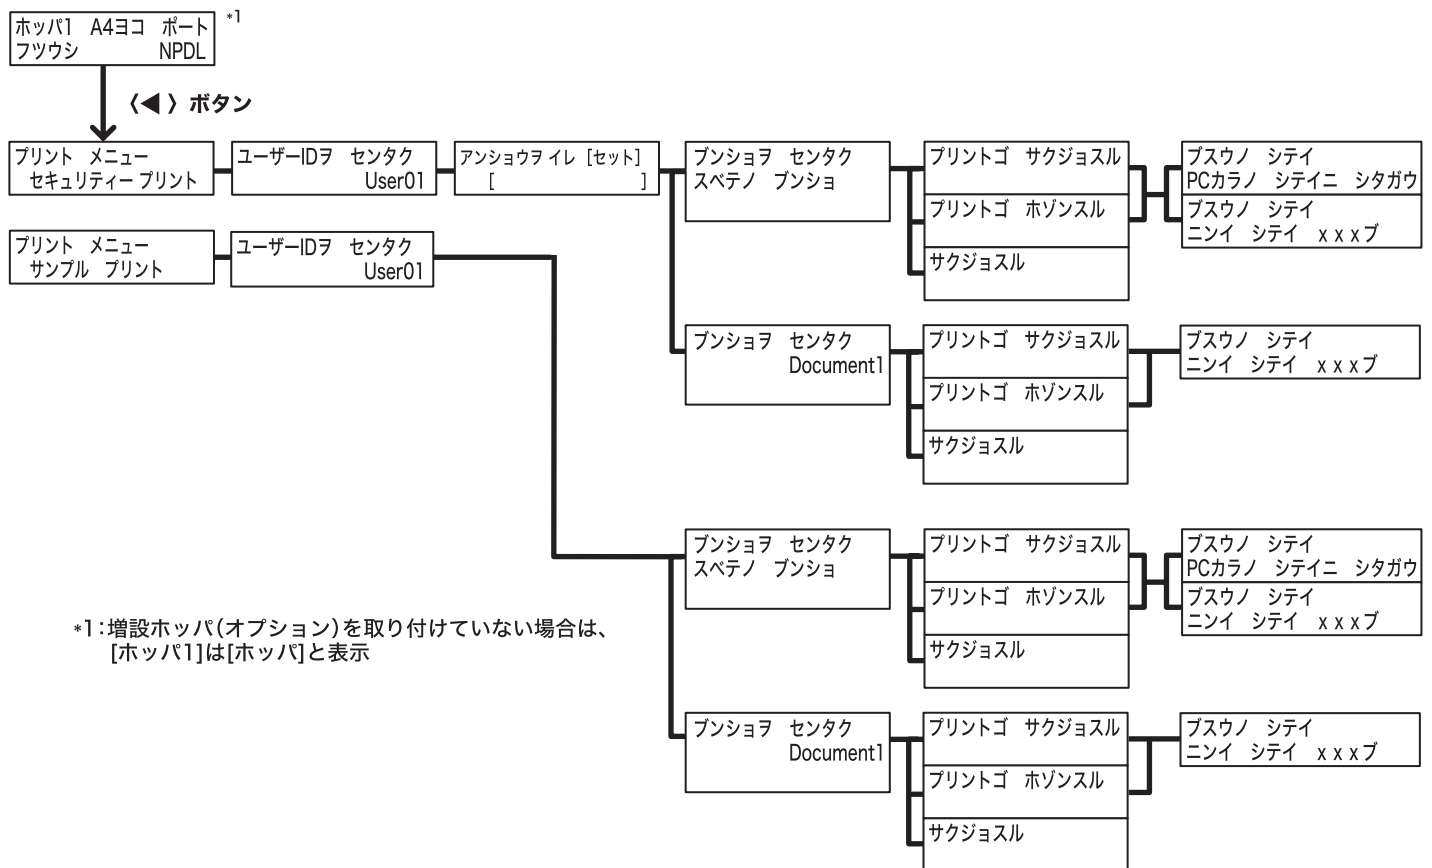 ホッパ1 A4ヨコ ポート *1
フツウシ NPDL
〈◀〉ボタン
プリント メニュー
セキュリティー プリント
ユーザーIDヲ センタク
User01
アンショウヲ イレ [セット]
[ ]
ブンショヲ センタク
スベテノ ブンショ
プリントゴ サクジョスル
プリントゴ ホゾンスル
サクジョスル
ブスウノ シテイ
PCカラノ シテイニ シタガウ
ブスウノ シテイ
ニンイ シテイ xxxブ
ブンショヲ センタク
Document1
プリントゴ サクジョスル
プリントゴ ホゾンスル
サクジョスル
ブスウノ シテイ
ニンイ シテイ xxxブ
プリント メニュー
サンプル プリント
ユーザーIDヲ センタク
User01
ブンショヲ センタク
スベテノ ブンショ
プリントゴ サクジョスル
プリントゴ ホゾンスル
サクジョスル
ブスウノ シテイ
PCカラノ シテイニ シタガウ
ブスウノ シテイ
ニンイ シテイ xxxブ
ブンショヲ センタク
Document1
プリントゴ サクジョスル
プリントゴ ホゾンスル
サクジョスル
ブスウノ シテイ
ニンイ シテイ xxxブ
*1:増設ホッパ(オプション)を取り付けていない場合は、
[ホッパ1]は[ホッパ]と表示